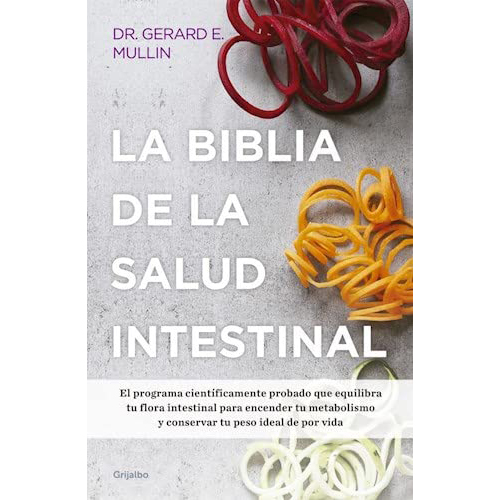 DR. GERARD E.
MULLIN
LA BIBLIA
DE LA
SALUD
INTESTINAL
El programa científicamente probado que equilibra
tu flora intestinal para encender tu metabolismo
y conservar tu peso ideal de por vida
Grijalbo